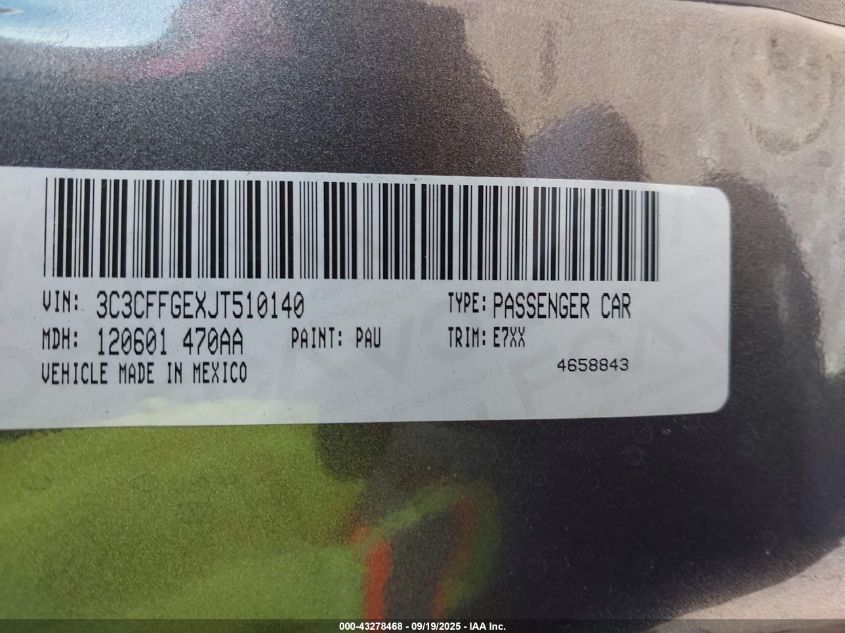 VIN: 3C3CFFGEXJT510140 TYPE: PASSENGER CAR
MDH: 120601 470AA PAINT: PAU TRIM: E7XX
VEHICLE MADE IN MEXICO 4658843
000-43278468 - 09/19/2025 - IAA Inc.